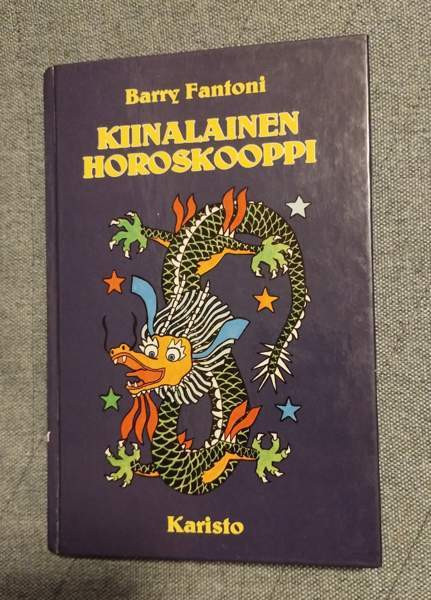 Barry Fantoni
KIINALAINEN
HOROSKOOPPI
Karisto